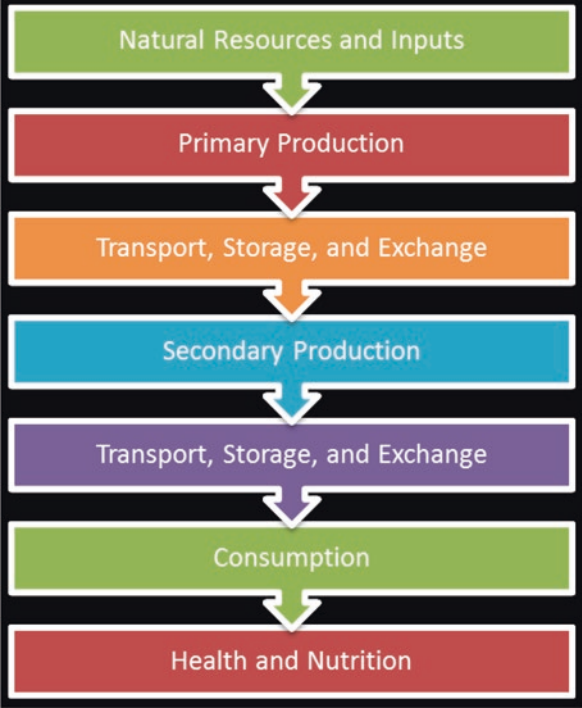 Natural Resources and Inputs
Primary Production
Transport, Storage, and Exchange
Secondary Production
Transport, Storage, and Exchange
Consumption
Health and Nutrition